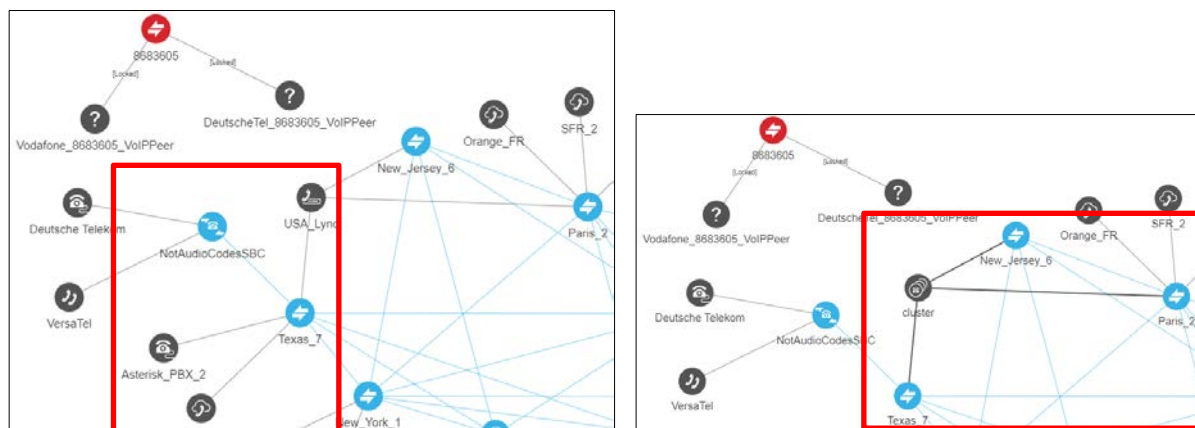 8683605
[Locked]
[Locked]
DeutscheTel_8683605_VoIPPeer
Vodafone_8683605_VoIPPeer
Orange_FR
SFR_2
New_Jersey_6
Deutsche Telekom
USA_Lync
Paris_2
NotAudioCodesSBC
VersaTel
Texas_7
Asterisk_PBX_2
New_York_1
8683605
[Locked]
[Locked]
DeutscheTel_8683605_VoIPPeer
Vodafone_8683605_VoIPPeer
Orange_FR
SFR_2
New_Jersey_6
Deutsche Telekom
cluster
Paris_2
NotAudioCodesSBC
VersaTel
Texas_7